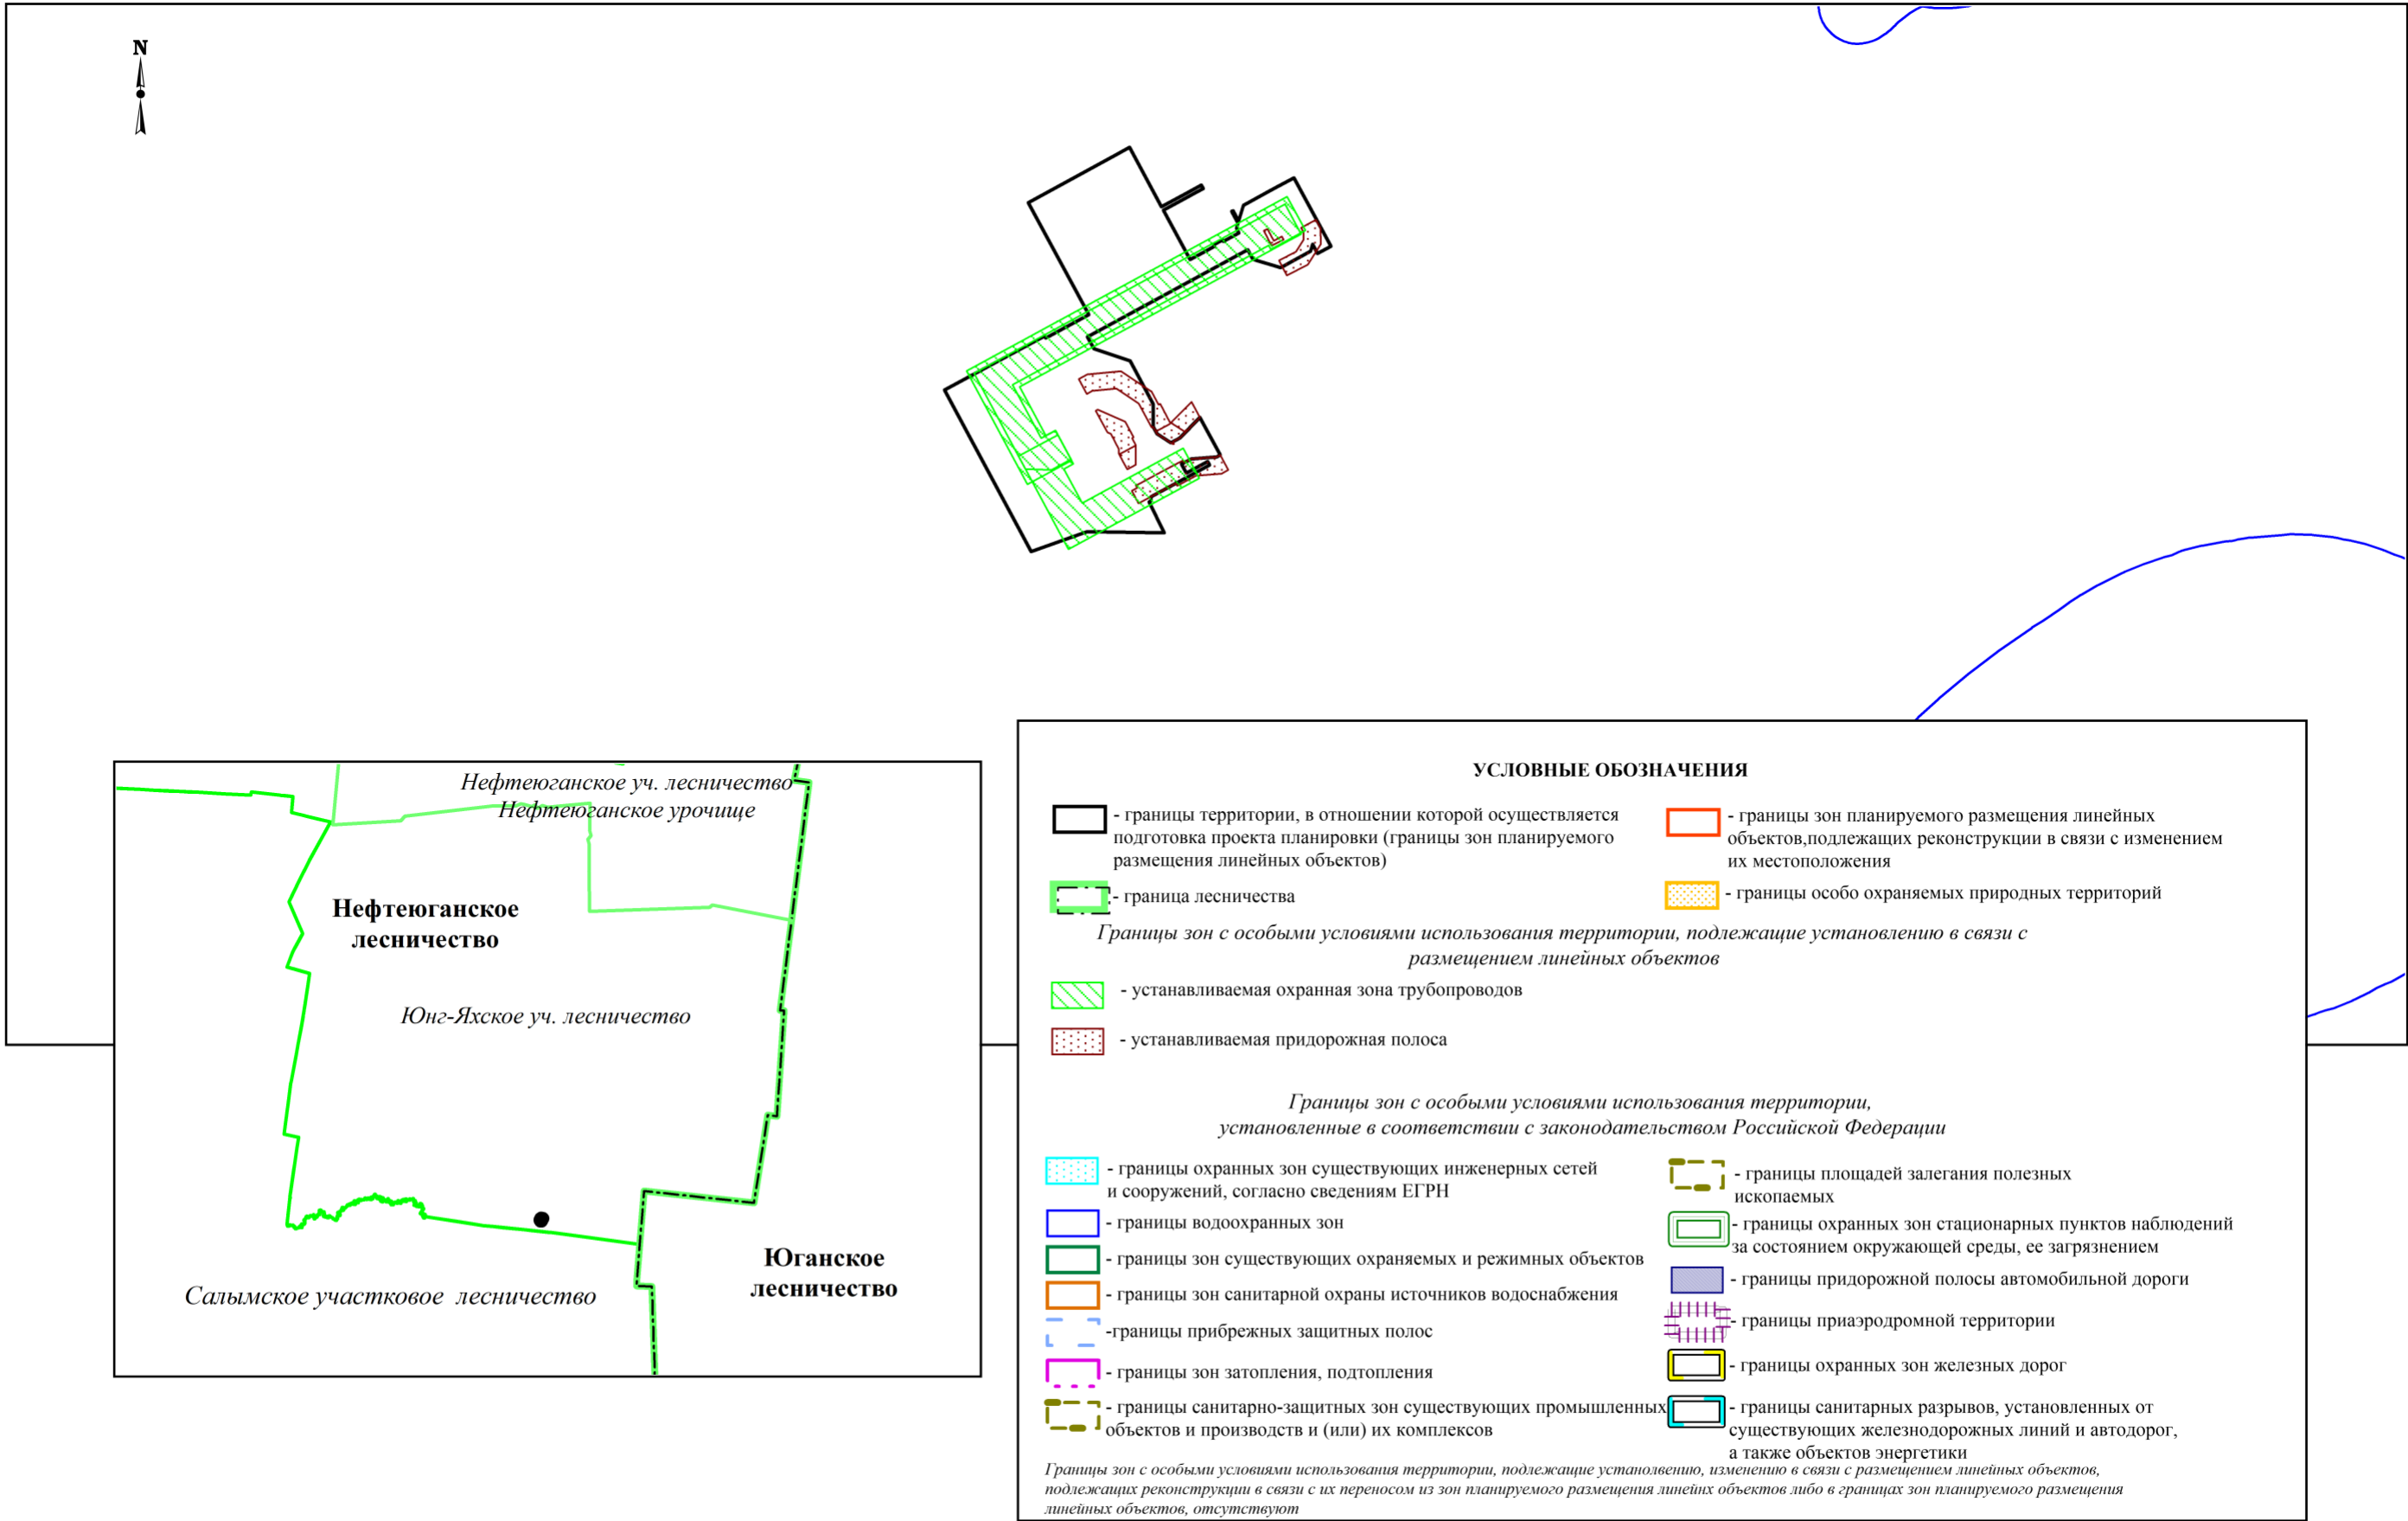 N
Нефтеюганское уч. лесничество
Нефтеюганское урочище
Нефтеюганское
лесничество
Юнг-Яхское уч. лесничество
Юганское
лесничество
Салымское участковое лесничество
УСЛОВНЫЕ ОБОЗНАЧЕНИЯ
- границы территории, в отношении которой осуществляется
подготовка проекта планировки (границы зон планируемого
размещения линейных объектов)
- граница лесничества
- границы зон планируемого размещения линейных
объектов,подлежащих реконструкции в связи с изменением
их местоположения
- границы особо охраняемых природных территорий
Границы зон с особыми условиями использования территории, подлежащие установлению в связи с
размещением линейных объектов
- устанавливаемая охранная зона трубопроводов
- устанавливаемая придорожная полоса
Границы зон с особыми условиями использования территории,
установленные в соответствии с законодательством Российской Федерации
- границы охранных зон существующих инженерных сетей
и сооружений, согласно сведениям ЕГРН
- границы водоохранных зон
- границы зон существующих охраняемых и режимных объектов
- границы зон санитарной охраны источников водоснабжения
-границы прибрежных защитных полос
- границы зон затопления, подтопления
- границы санитарно-защитных зон существующих промышленных
объектов и производств и (или) их комплексов
- границы площадей залегания полезных
ископаемых
- границы охранных зон стационарных пунктов наблюдений
за состоянием окружающей среды, ее загрязнением
- границы придорожной полосы автомобильной дороги
- границы приаэродромной территории
- границы охранных зон железных дорог
- границы санитарных разрывов, установленных от
существующих железнодорожных линий и автодорог,
а также объектов энергетики
Границы зон с особыми условиями использования территории, подлежащие устанолвению, изменению в связи с размещением линейных объектов,
подлежащих реконструкции в связи с их переносом из зон планируемого размещения линейнх объектов либо в границах зон планируемого размещения
линейных объектов, отсутствуют